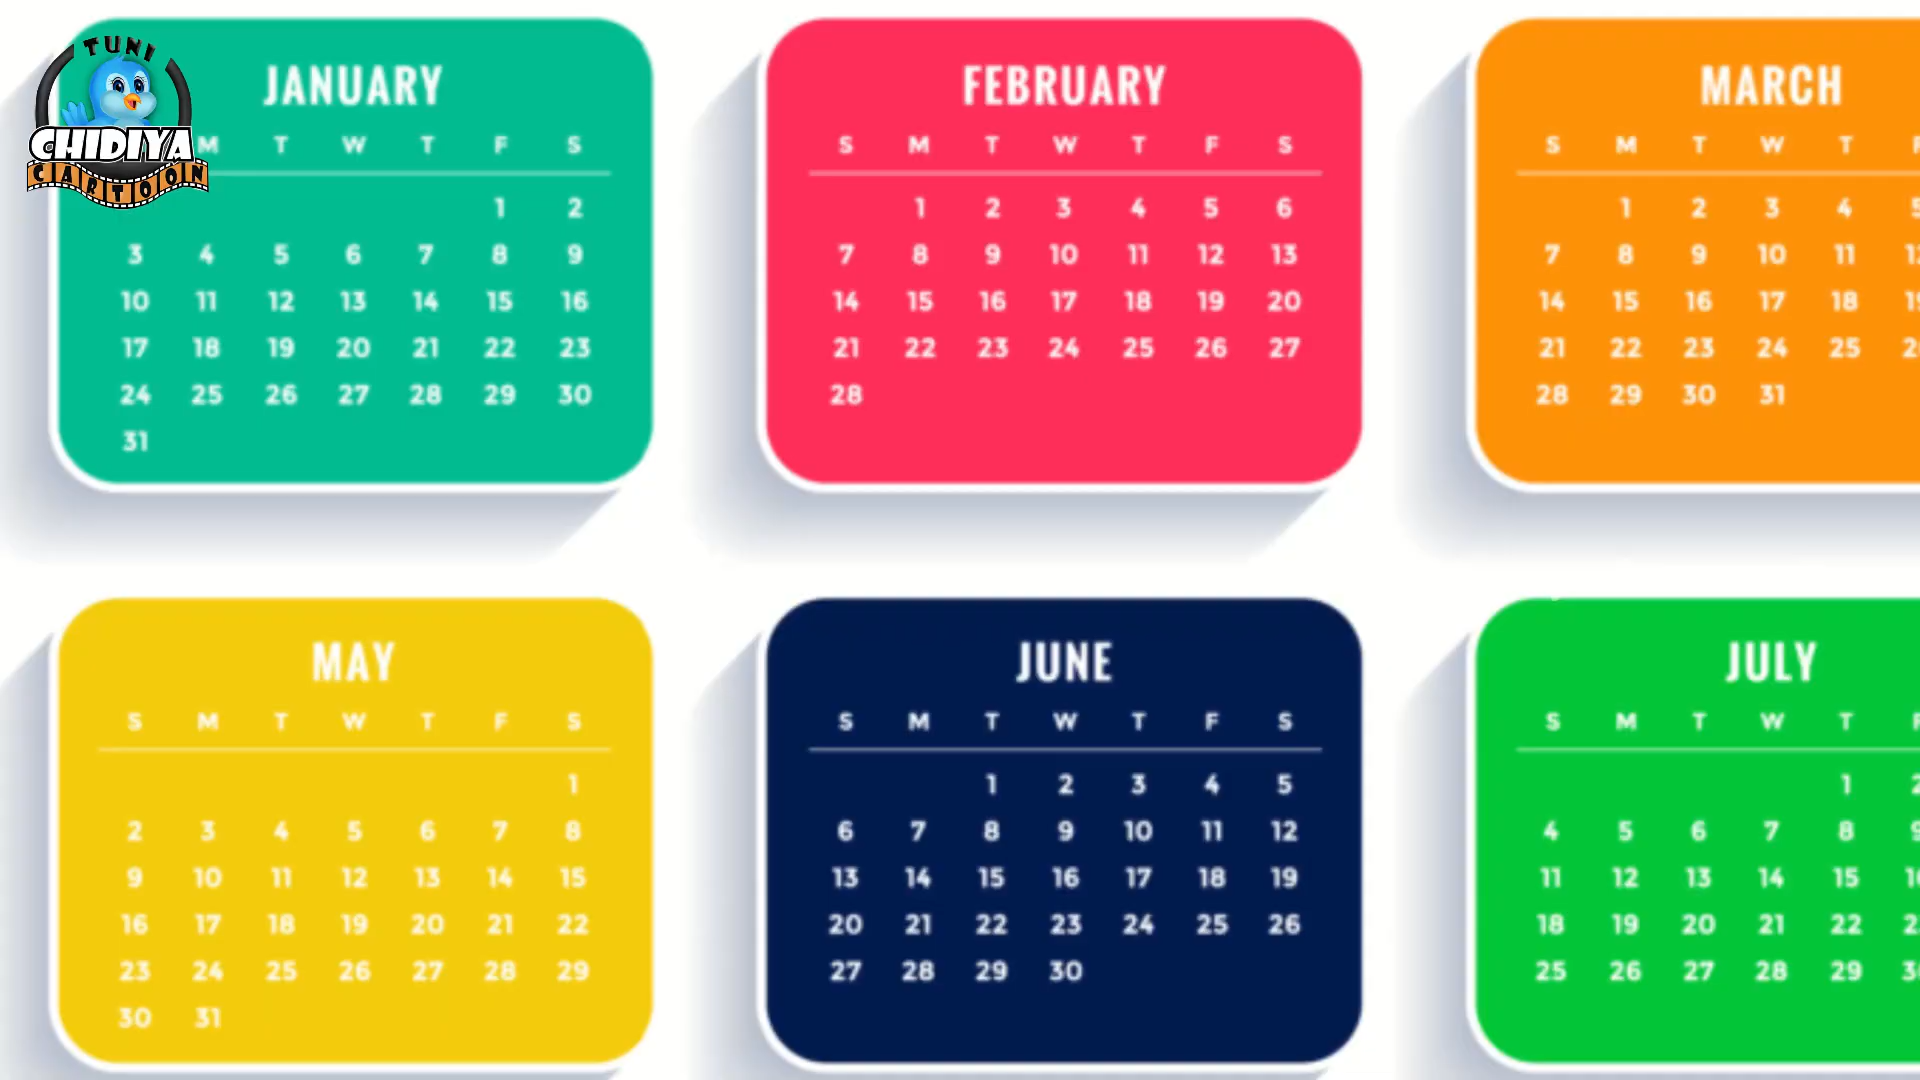 TUNI
CHIDIYA
CARTOON
JANUARY
M T W T F S
1 2
3 4 5 6 7 8 9
10 11 12 13 14 15 16
17 18 19 20 21 22 23
24 25 26 27 28 29 30
31
FEBRUARY
S M T W T F S
1 2 3 4 5 6
7 8 9 10 11 12 13
14 15 16 17 18 19 20
21 22 23 24 25 26 27
28
MARCH
S M T W T
1 2 3 4
7 8 9 10 11
14 15 16 17 18
21 22 23 24 25
28 29 30 31
MAY
S M T W T F S
1
2 3 4 5 6 7 8
9 10 11 12 13 14 15
16 17 18 19 20 21 22
23 24 25 26 27 28 29
30 31
JUNE
S M T W T F S
1 2 3 4 5
6 7 8 9 10 11 12
13 14 15 16 17 18 19
20 21 22 23 24 25 26
27 28 29 30
JULY
S M T W T
1
4 5 6 7 8
11 12 13 14 15
18 19 20 21 22
25 26 27 28 29